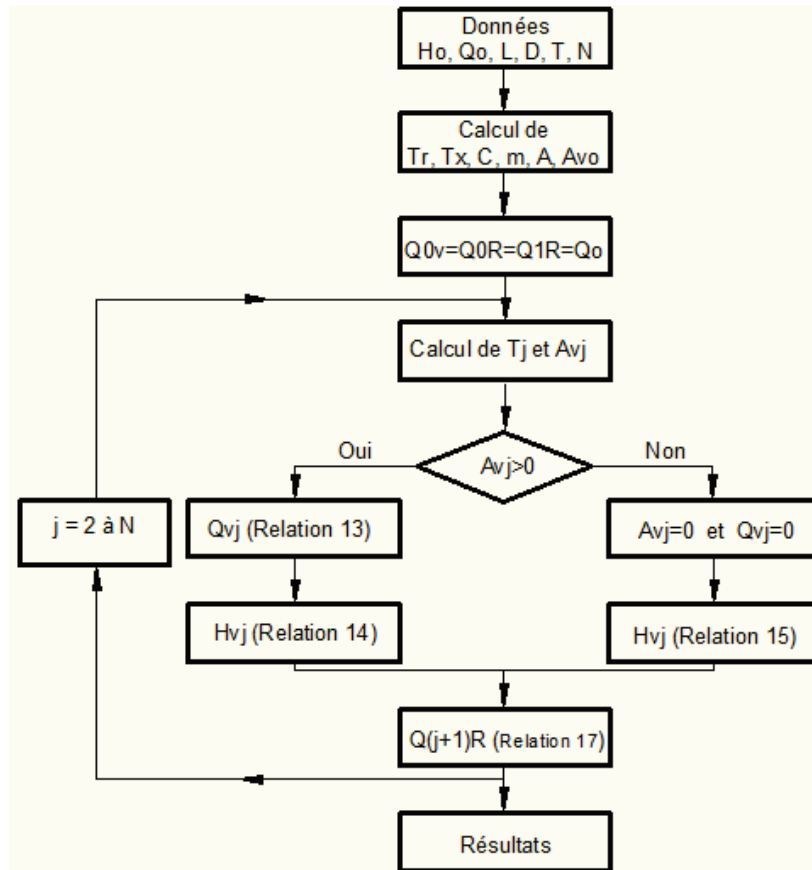 Données
Ho, Qo, L, D, T, N
Calcul de
Tr, Tx, C, m, A, Avo
Q0v=Q0R=Q1R=Qo
Calcul de Tj et Avj
Oui
Avj>0
Non
j = 2 à N
Qvj (Relation 13)
Avj=0 et Qvj=0
Hvj (Relation 14)
Hvj (Relation 15)
Q(j+1)R (Relation 17)
Résultats